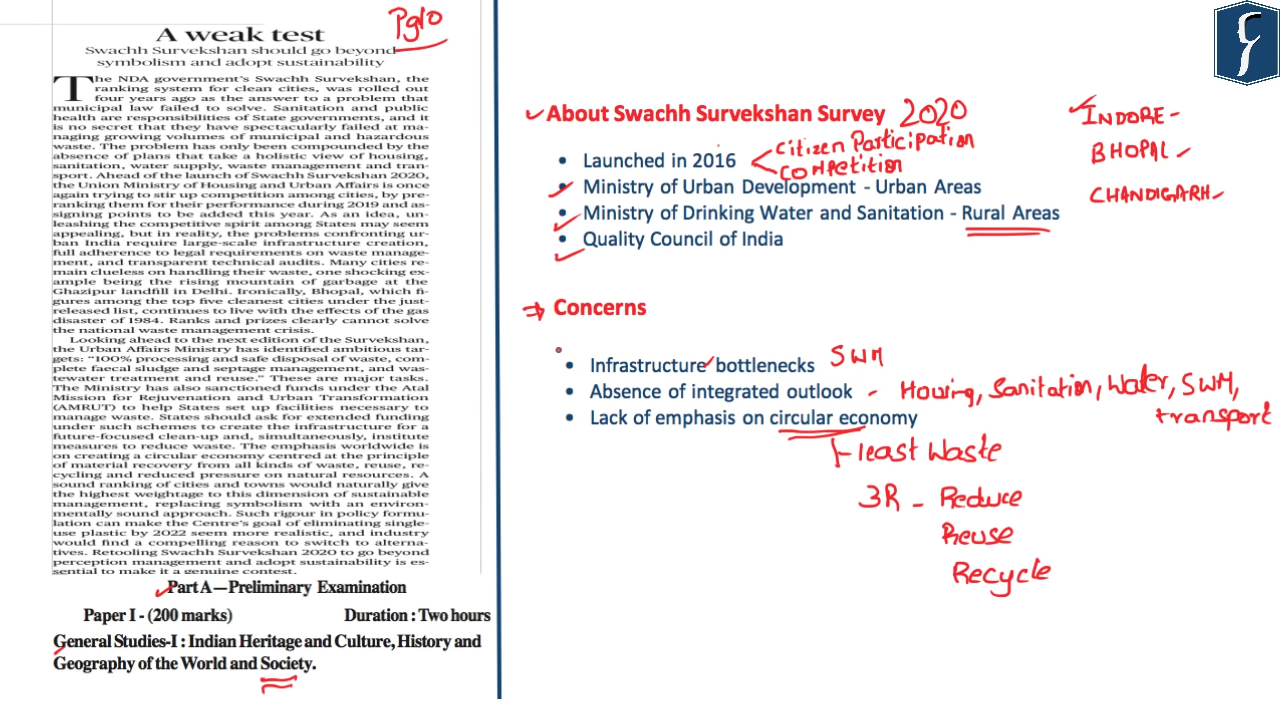 Pg10
A weak test
Swachh Survekshan should go beyond
symbolism and adopt sustainability
The NDA government's Swachh Survekshan, the
ranking system for clean cities, was rolled out
four years ago as the answer to a problem that
municipal law failed to solve. Sanitation and public
health are responsibilities of State governments, and it
is no secret that they have spectacularly failed at ma-
naging growing volumes of municipal and hazardous
waste. The problem has only been compounded by the
absence of plans that take a holistic view of housing,
sanitation, water supply, waste management and tran-
sport. Ahead of the launch of Swachh Survekshan 2020,
the Union Ministry of Housing and Urban Affairs is once
again trying to stir up competition among cities, by pre-
ranking them for their performance during 2019 and as-
signing points to be added this year. As an idea, un-
leashing the competitive spirit among States may seem
appealing, but in reality, the problems confronting ur-
ban India require large-scale infrastructure creation,
full adherence to legal requirements on waste manage-
ment, and transparent technical audits. Many cities re-
main clueless on handling their waste, one shocking ex-
ample being the rising mountain of garbage at the
Ghazipur landfill in Delhi. Ironically, Bhopal, which fi-
gures among the top five cleanest cities under the just-
released list, continues to live with the effects of the gas
disaster of 1984. Ranks and prizes clearly cannot solve
the national waste management crisis.
Looking ahead to the next edition of the Survekshan,
the Urban Affairs Ministry has identified ambitious tar-
gets: "100% processing and safe disposal of waste, com-
plete faecal sludge and septage management, and was-
tewater treatment and reuse." These are major tasks.
The Ministry has also sanctioned funds under the Atal
Mission for Rejuvenation and Urban Transformation
(AMRUT) to help States set up facilities necessary to
manage waste. States should ask for extended funding
under such schemes to create the infrastructure for a
future-focused clean-up and, simultaneously, institute
measures to reduce waste. The emphasis worldwide is
on creating a circular economy centred at the principle
of material recovery from all kinds of waste, reuse, re-
cycling and reduced pressure on natural resources. A
sound ranking of cities and towns would naturally give
the highest weightage to this dimension of sustainable
management, replacing symbolism with an environ-
mentally sound approach. Such rigour in policy formu-
lation can make the Centre's goal of eliminating single-
use plastic by 2022 seem more realistic, and industry
would find a compelling reason to switch to alterna-
tives. Retooling Swachh Survekshan 2020 to go beyond
perception management and adopt sustainability is es-
sential to make it a genuine contest.
Part A—Preliminary Examination
Paper I - (200 marks) Duration : Two hours
General Studies-I : Indian Heritage and Culture, History and
Geography of the World and Society.
About Swachh Survekshan Survey 2020
• Launched in 2016
Citizen Participation
Competition
• Ministry of Urban Development - Urban Areas
• Ministry of Drinking Water and Sanitation - Rural Areas
• Quality Council of India
INDORE -
BHOPAL
CHANDIGARH
Concerns
• Infrastructure bottlenecks SWM
• Absence of integrated outlook - Housing, Sanitation, Water, SWM,
transport
• Lack of emphasis on circular economy
least Waste
3R - Reduce
Reuse
Recycle